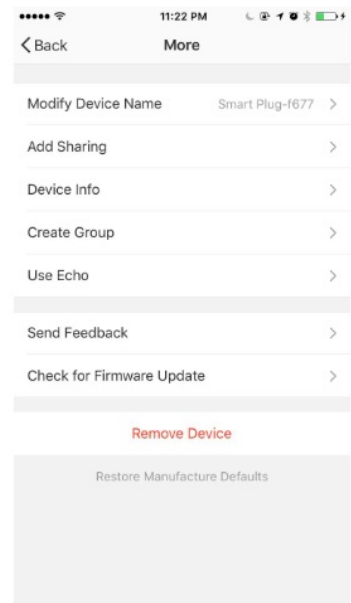 11:22 PM
Back
More
Modify Device Name Smart Plug-f677
Add Sharing
Device Info
Create Group
Use Echo
Send Feedback
Check for Firmware Update
Remove Device
Restore Manufacture Defaults